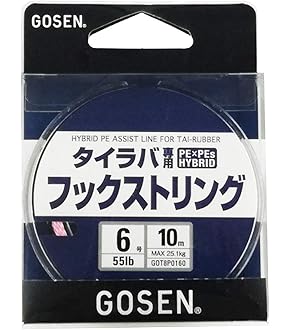 GOSEN®
HYBRID PE ASSIST LINE FOR TAI-RUBBER
タイラバ専用 PE×PEs HYBRID
フックストリング
6号 10m
55lb MAX 25.1kg
GOT8P0160
GOSEN®